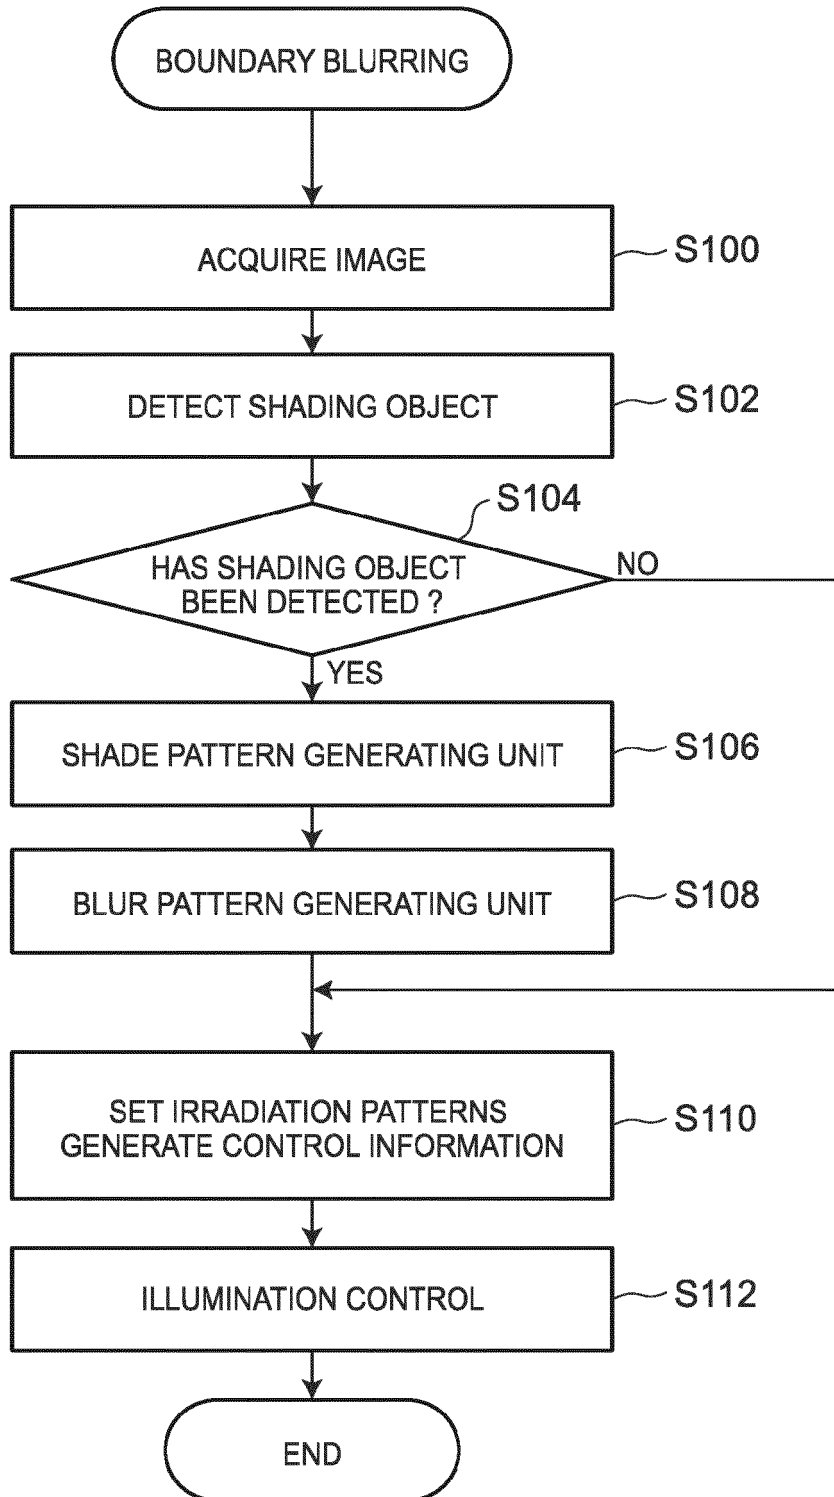 BOUNDARY BLURRING
ACQUIRE IMAGE
S100
DETECT SHADING OBJECT
S102
S104
HAS SHADING OBJECT
BEEN DETECTED ?
NO
YES
SHADE PATTERN GENERATING UNIT
S106
BLUR PATTERN GENERATING UNIT
S108
SET IRRADIATION PATTERNS
GENERATE CONTROL INFORMATION
S110
ILLUMINATION CONTROL
S112
END